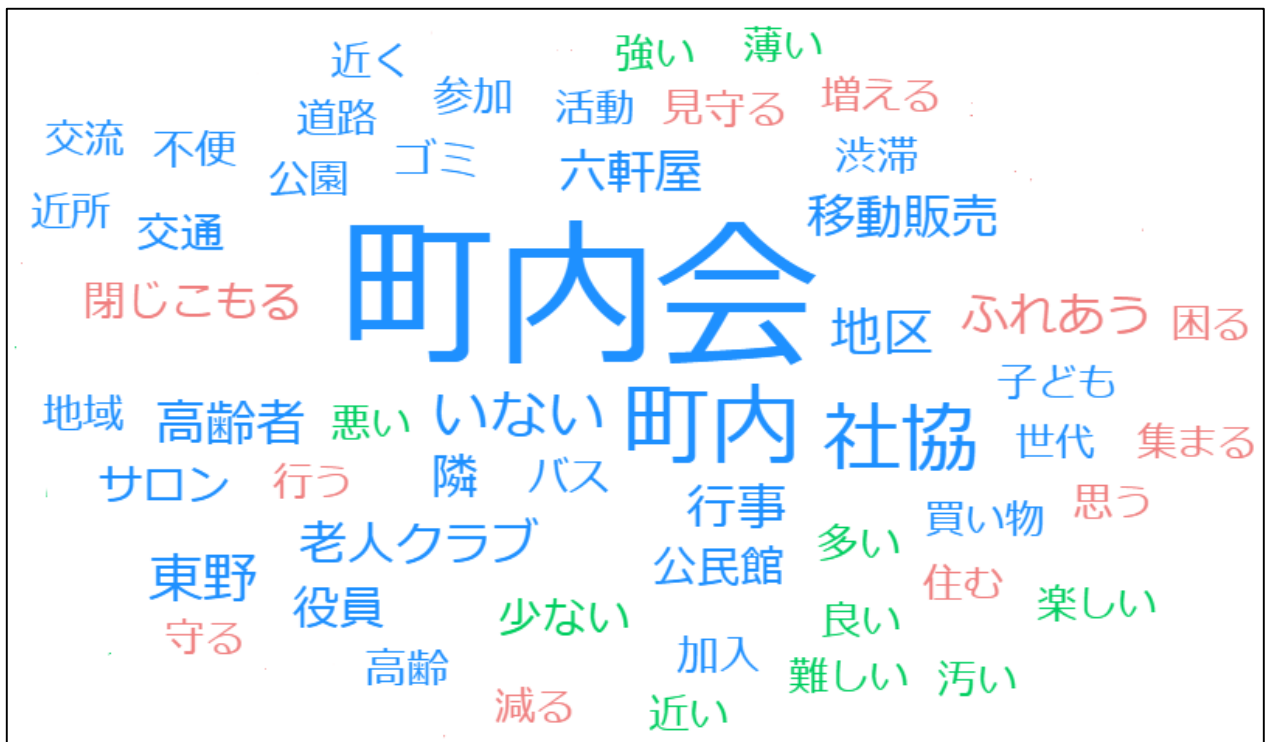 強い 薄い
近く
参加 活動 見守る 増える
道路
交流 不便 ゴミ 渋滞
公園 六軒屋
近所 交通 移動販売
町内会
閉じこもる ふれあう 困る
地区
子ども
地域 高齢者 悪い いない 町内 社協 世代 集まる
サロン 行う 隣 バス
行事 買い物 思う
老人クラブ 多い
東野 公民館 住む
役員 少ない 良い 楽しい
守る 加入
高齢 難しい 汚い
減る 近い